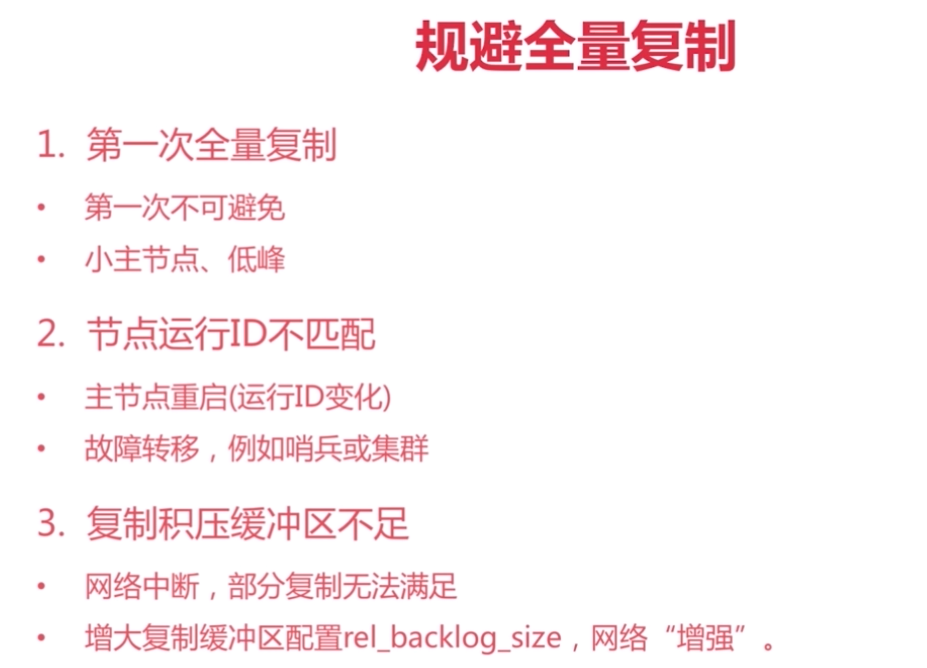 规避全量复制
1. 第一次全量复制
• 第一次不可避免
• 小主节点、低峰
2. 节点运行ID不匹配
• 主节点重启(运行ID变化)
• 故障转移，例如哨兵或集群
3. 复制积压缓冲区不足
• 网络中断，部分复制无法满足
• 增大复制缓冲区配置rel_backlog_size，网络“增强”。